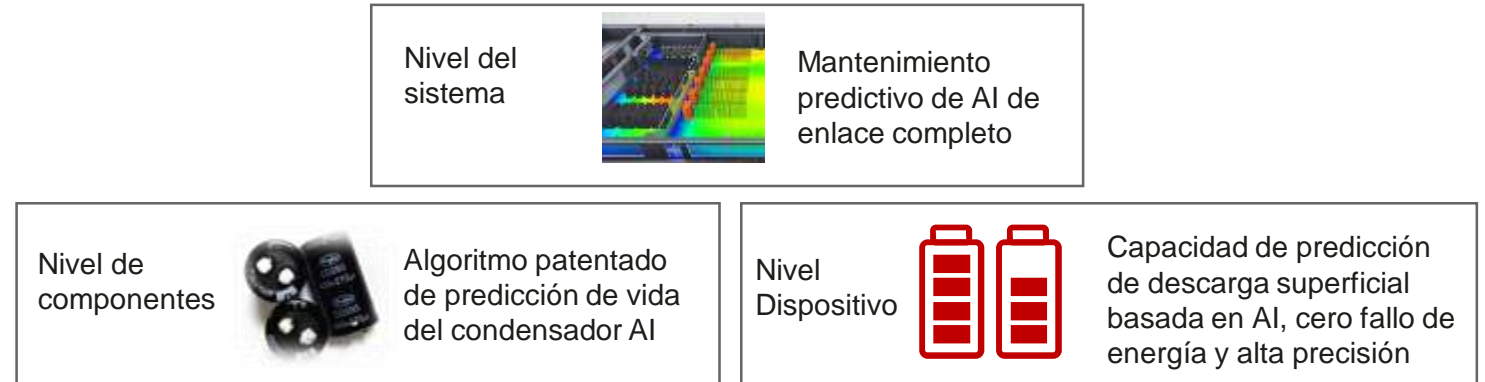 Nivel del
sistema
Mantenimiento
predictivo de AI de
enlace completo
Nivel de
componentes
Algoritmo patentado
de predicción de vida
del condensador AI
Nivel
Dispositivo
Capacidad de predicción
de descarga superficial
basada en AI, cero fallo de
energía y alta precisión